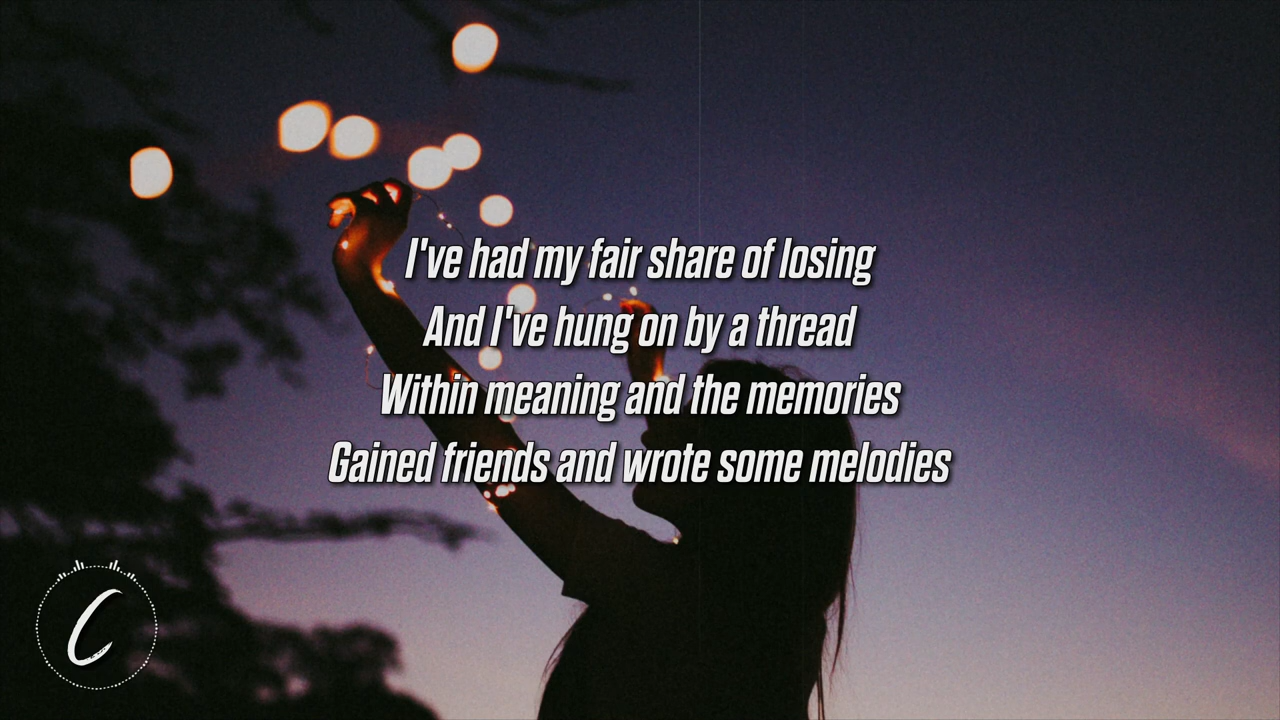 I've had my fair share of losing
And I've hung on by a thread
Within meaning and the memories
Gained friends and wrote some melodies
C